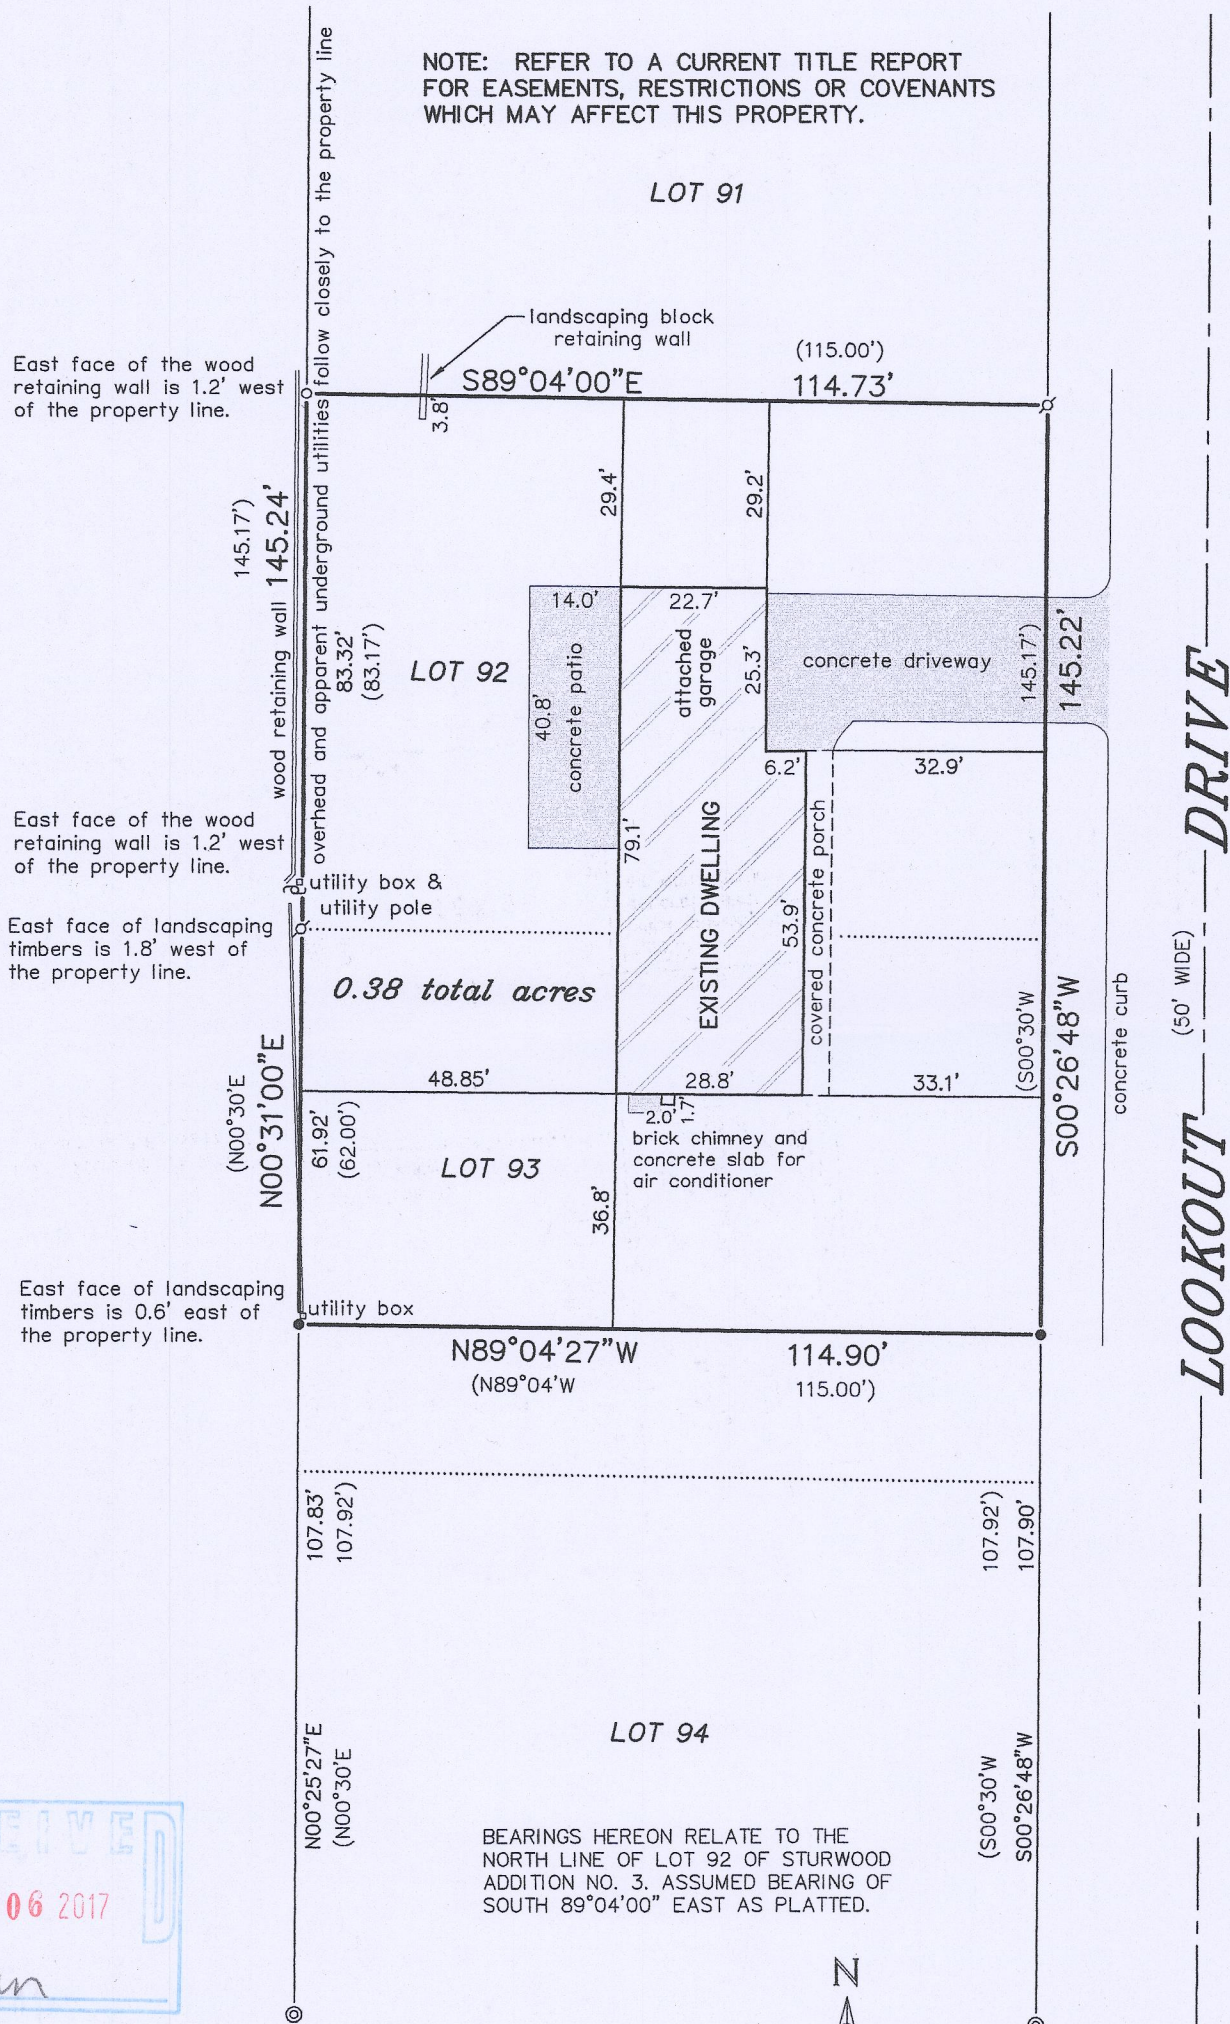 NOTE: REFER TO A CURRENT TITLE REPORT
FOR EASEMENTS, RESTRICTIONS OR COVENANTS
WHICH MAY AFFECT THIS PROPERTY.
LOT 91
landscaping block
retaining wall
(115.00')
S89°04'00"E
114.73'
East face of the wood
retaining wall is 1.2' west
of the property line.
3.8'
overhead and apparent underground utilities follow closely to the property line
29.4'
29.2'
145.17')
145.24'
wood retaining wall
83.32'
(83.17')
LOT 92
14.0'
40.8'
concrete patio
22.7'
attached
garage
25.3'
concrete driveway
145.17')
145.22'
6.2'
32.9'
East face of the wood
retaining wall is 1.2' west
of the property line.
79.1'
EXISTING DWELLING
53.9'
covered concrete porch
utility box &
utility pole
East face of landscaping
timbers is 1.8' west of
the property line.
0.38 total acres
(S00°30'W
S00°26'48"W
concrete curb
(50' WIDE)
LOOKOUT DRIVE
48.85'
28.8'
33.1'
(N00°30'E
N00°31'00"E
61.92'
(62.00')
2.0'
1.7'
brick chimney and
concrete slab for
air conditioner
LOT 93
36.8'
East face of landscaping
timbers is 0.6' east of
the property line.
utility box
N89°04'27"W
114.90'
(N89°04'W
115.00')
107.83'
107.92')
107.92')
107.90'
LOT 94
N00°25'27"E
(N00°30'E
(S00°30'W
S00°26'48"W
BEARINGS HEREON RELATE TO THE
NORTH LINE OF LOT 92 OF STURWOOD
ADDITION NO. 3. ASSUMED BEARING OF
SOUTH 89°04'00" EAST AS PLATTED.
EIVED
06 2017
N